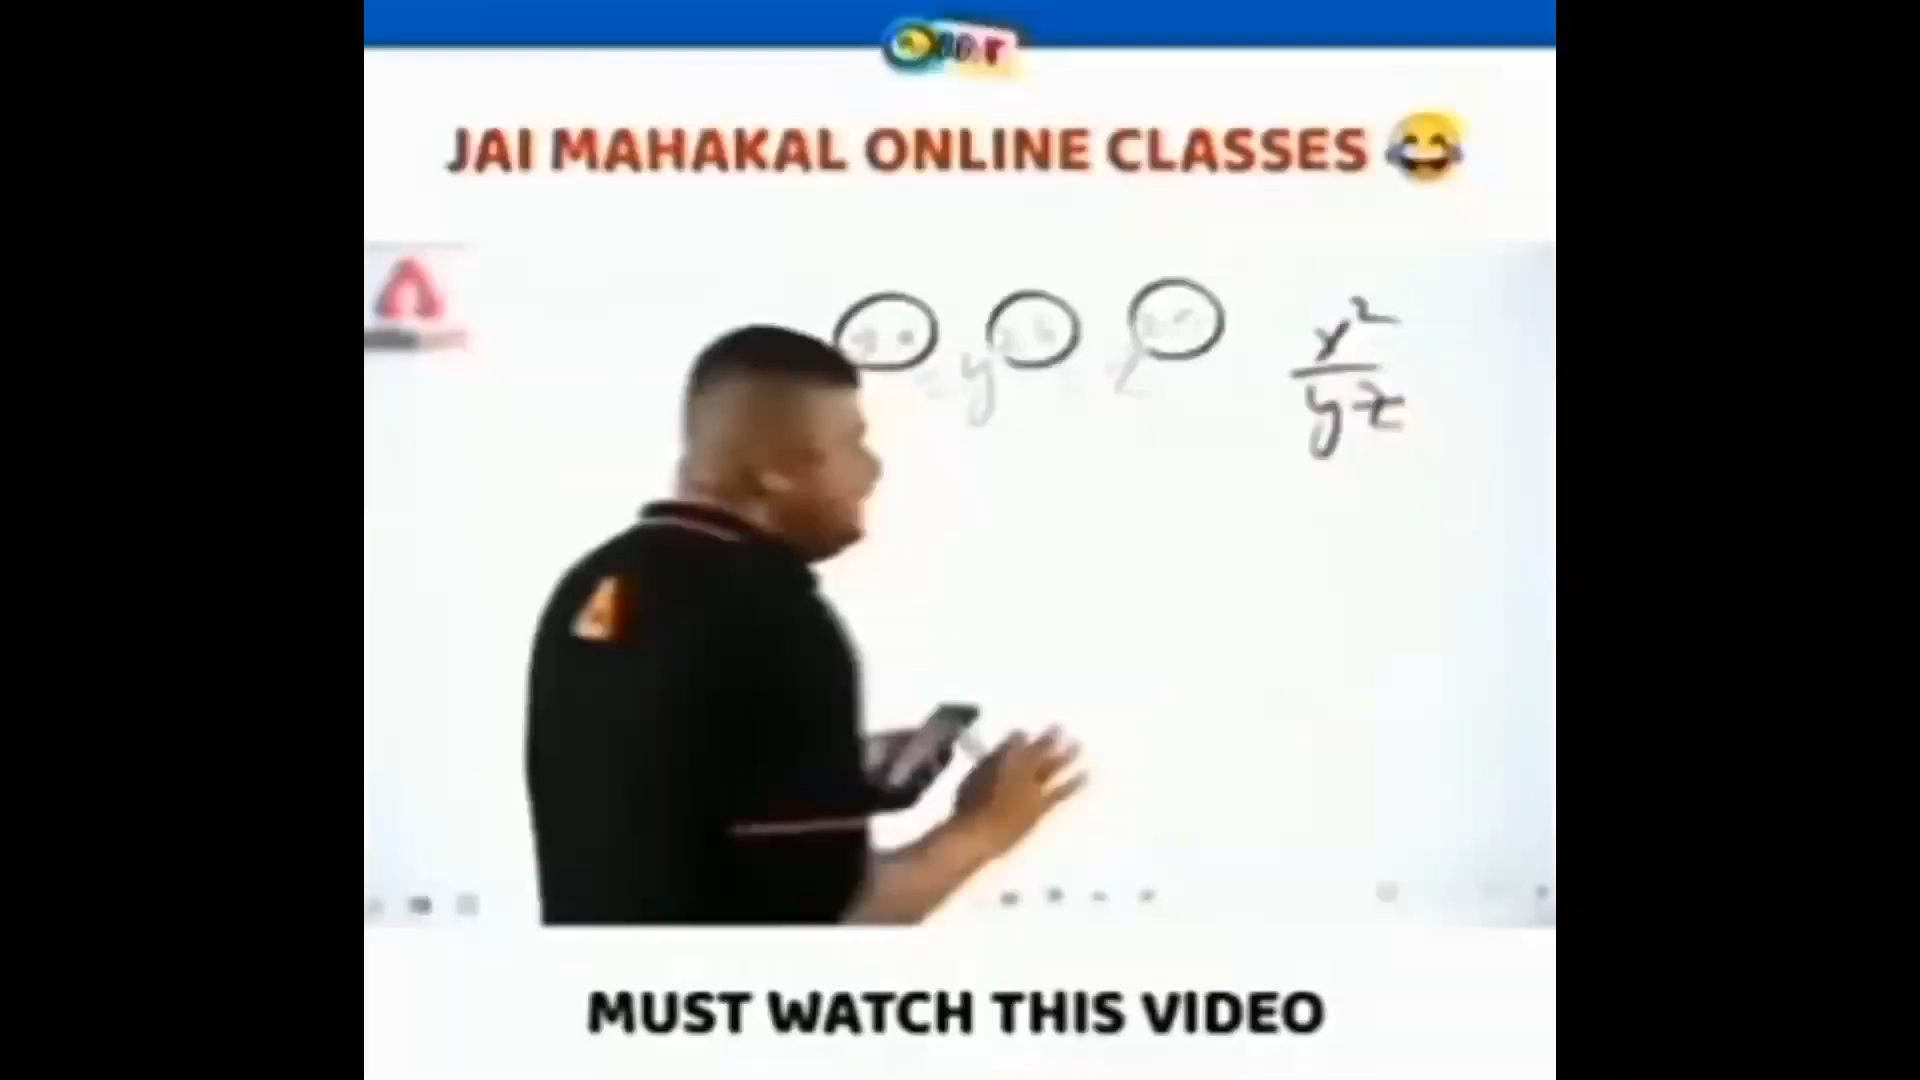 JAI MAHAKAL ONLINE CLASSES 😂
= y = z
x²
yz
MUST WATCH THIS VIDEO